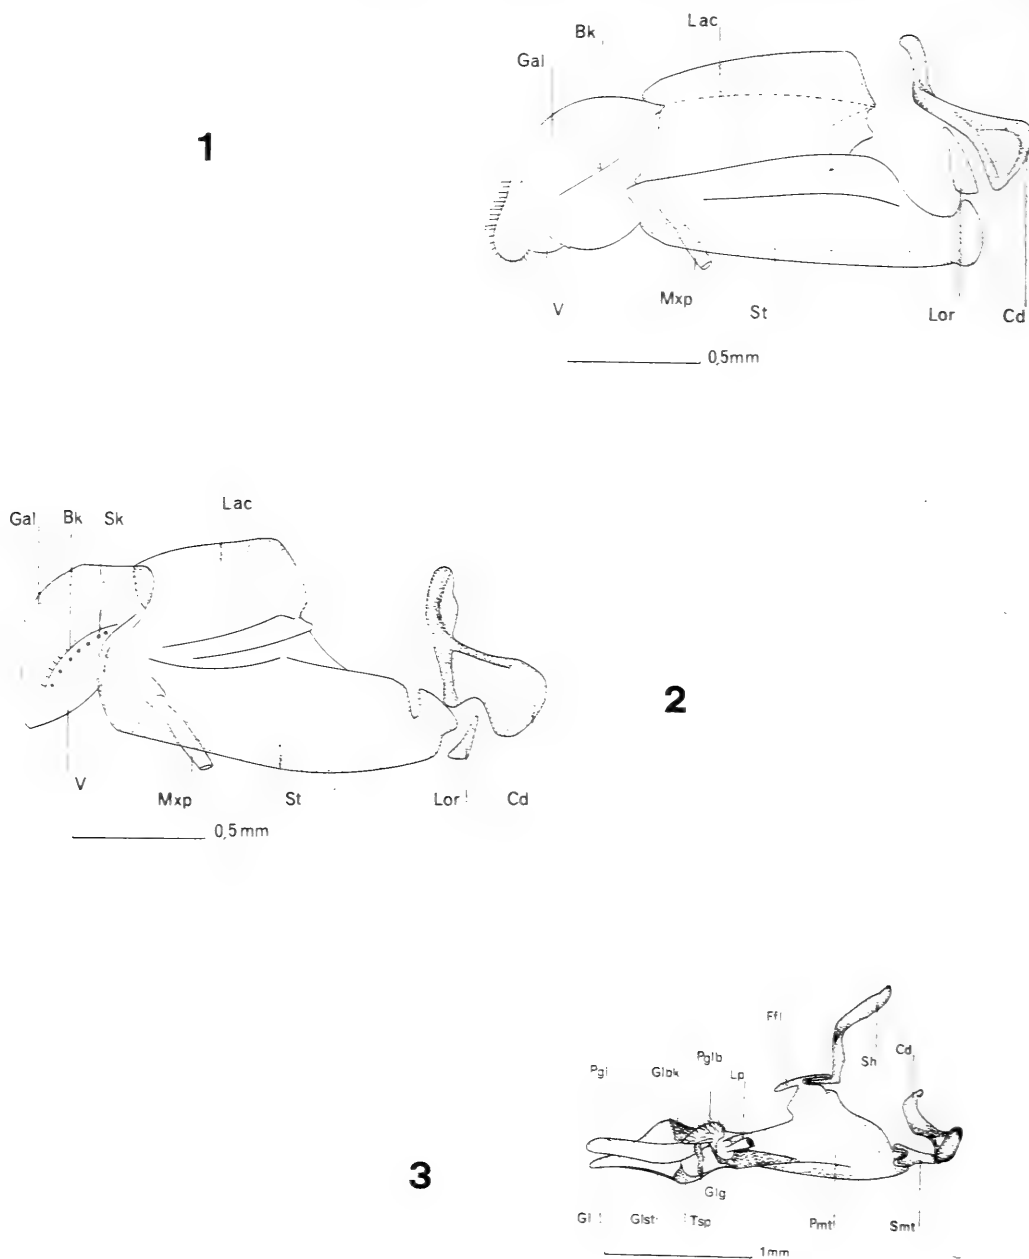 Bk Lac
Gal
1
V Mxp St Lor Cd
0,5mm
Gal Bk Sk Lac
2
V Mxp St Lor Cd
0,5mm
Ffl
Pgl Glbk Pglb Lp Sh Cd
3
Glg
Gl Glst Tsp Pmt Smt
1mm